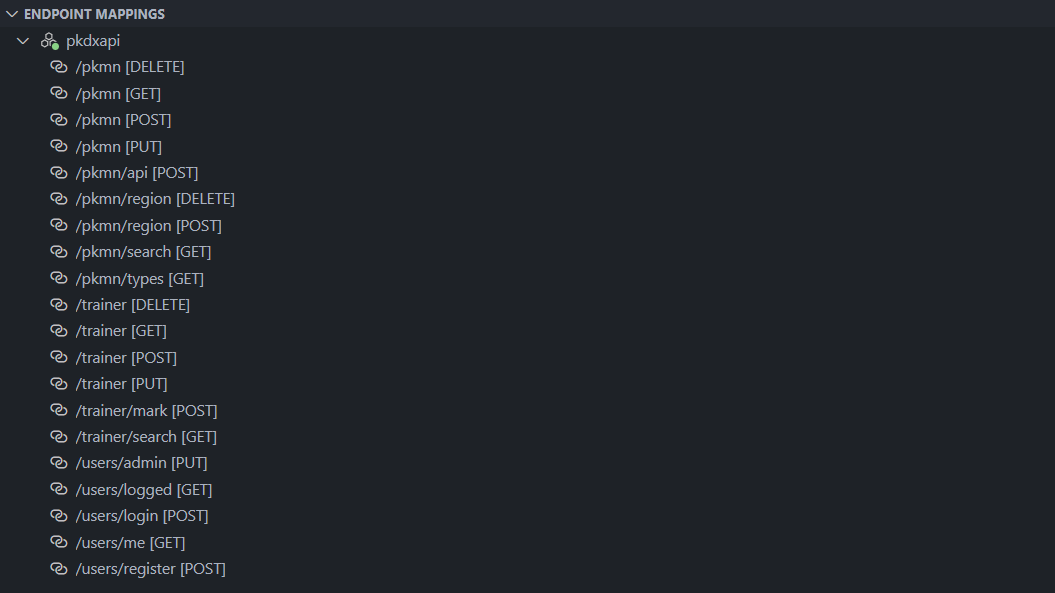 ENDPOINT MAPPINGS
pkdxapi
/pkmn [DELETE]
/pkmn [GET]
/pkmn [POST]
/pkmn [PUT]
/pkmn/api [POST]
/pkmn/region [DELETE]
/pkmn/region [POST]
/pkmn/search [GET]
/pkmn/types [GET]
/trainer [DELETE]
/trainer [GET]
/trainer [POST]
/trainer [PUT]
/trainer/mark [POST]
/trainer/search [GET]
/users/admin [PUT]
/users/logged [GET]
/users/login [POST]
/users/me [GET]
/users/register [POST]